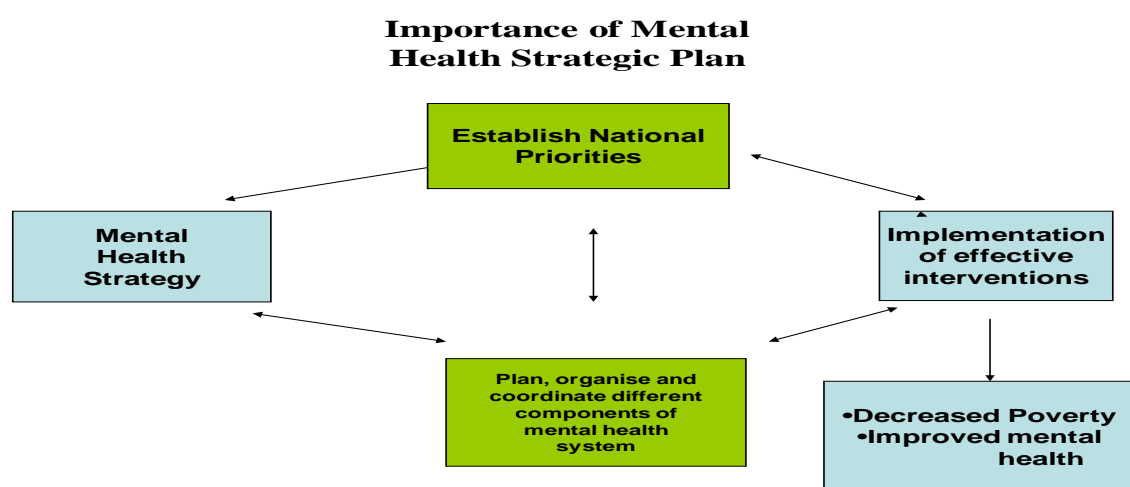 Importance of Mental
Health Strategic Plan
Establish National
Priorities
Mental
Health
Strategy
Implementation
of effective
interventions
Plan, organise and
coordinate different
components of
mental health
system
•Decreased Poverty
•Improved mental
health